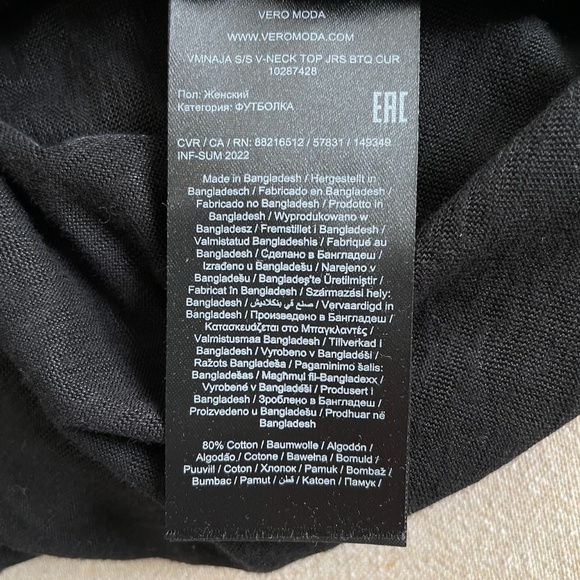 VERO MODA
WWW.VEROMODA.COM
VMNAJA S/S V-NECK TOP JRS BTQ CUR
10287428
Пол: Женский
Категория: ФУТБОЛКА
EAC
CVR / CA / RN: 88216512 / 57831 / 149349
INF-SUM 2022
Made in Bangladesh / Hergestellt in
Bangladesch / Fabricado en Bangladesh /
Fabricado no Bangladesh / Prodotto in
Bangladesh / Wyprodukowano w
Bangladesz / Fremstillet i Bangladesh /
Valmistatud Bangladeshis / Fabriqué au
Bangladesh / Сделано в Бангладеш /
Izrađeno u Bangladešu / Narejeno v
Bangladešu / Bangladeş'te Üretilmiştir /
Fabricat în Bangladesh / Származási hely:
Bangladesh / صنع في بنكلاديش / Vervaardigd in
Bangladesh / Произведено в Бангладеш /
Κατασκευάζεται στο Μπαγκλαντές /
Valmistusmaa Bangladesh / Tillverkad i
Bangladesh / Vyrobeno v Bangladéši /
Ražots Bangladeša / Pagaminimo šalis:
Bangladešas / Magħmul fil-Bangladexx /
Vyrobené v Bangladéši / Produsert i
Bangladesh / Зроблено в Бангладеш /
Proizvedeno u Bangladešu / Prodhuar në
Bangladesh
80% Cotton / Baumwolle / Algodón /
Algodão / Cotone / Bawełna / Bomuld /
Puuvill / Coton / Хлопок / Pamuk / Bombaž /
Bumbac / Pamut / قطن / Katoen / Памук /